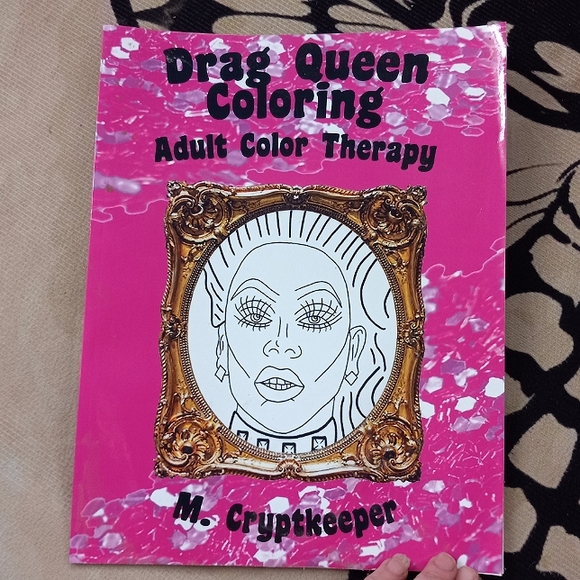 Drag Queen
Coloring
Adult Color Therapy
M. Cryptkeeper